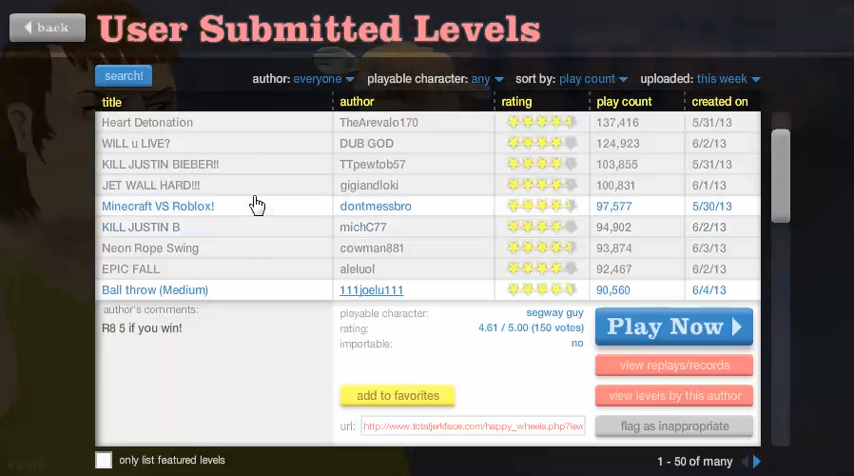 back
User Submitted Levels
search!
author: everyone playable character: any sort by: play count uploaded: this week
title author rating play count created on
Heart Detonation TheArevalo170 137,416 5/31/13
WILL u LIVE? DUB GOD 124,923 6/2/13
KILL JUSTIN BIEBER!! TTpewtob57 103,855 5/31/13
JET WALL HARD!!! gigiandloki 100,831 6/1/13
Minecraft VS Roblox! dontmessbro 97,577 5/30/13
KILL JUSTIN B michC77 94,902 6/2/13
Neon Rope Swing cowman881 93,874 6/3/13
EPIC FALL aleluol 92,467 6/2/13
Ball throw (Medium) 111joelu111 90,560 6/4/13
author's comments:
R8 5 if you win!
playable character: segway guy
rating: 4.61 / 5.00 (150 votes)
importable: no
add to favorites
url: http://www.totaljerkface.com/happy_wheels.php?lev
Play Now
view replays/records
view levels by this author
flag as inappropriate
only list featured levels
1 - 50 of many